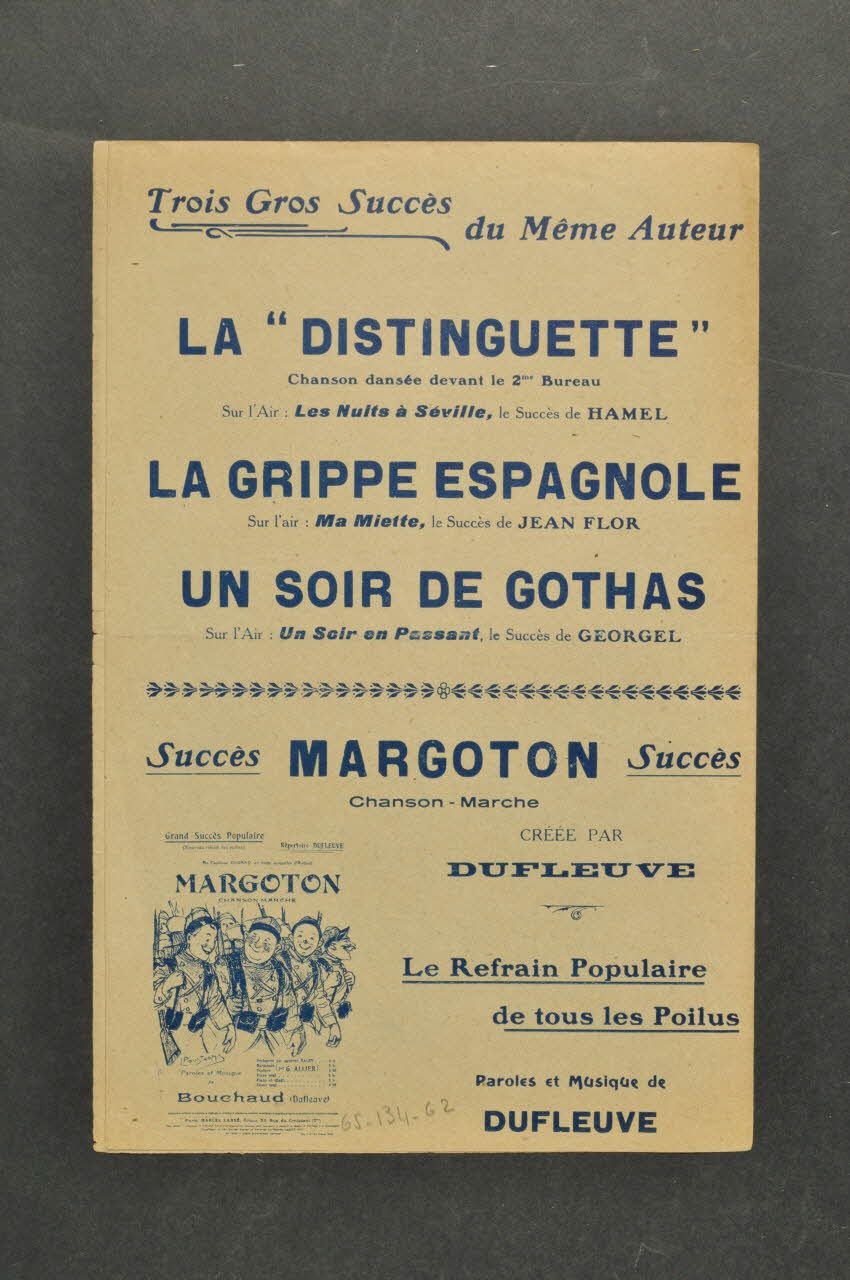 Trois Gros Succès
du Même Auteur
LA "DISTINGUETTE"
Chanson dansée devant le 2me Bureau
Sur l'Air : Les Nuits à Séville, le Succès de HAMEL
LA GRIPPE ESPAGNOLE
Sur l'air : Ma Miette, le Succès de JEAN FLOR
UN SOIR DE GOTHAS
Sur l'Air : Un Soir en Passant, le Succès de GEORGEL
Succès MARGOTON Succès
Chanson - Marche
Grand Succès Populaire
Répertoire DUFLEUVE
MARGOTON
CHANSON-MARCHE
Paroles et Musique
de
Bouchaud (Dufleuve)
CRÉÉE PAR
DUFLEUVE
Le Refrain Populaire
de tous les Poilus
Paroles et Musique de
DUFLEUVE
65-134-62